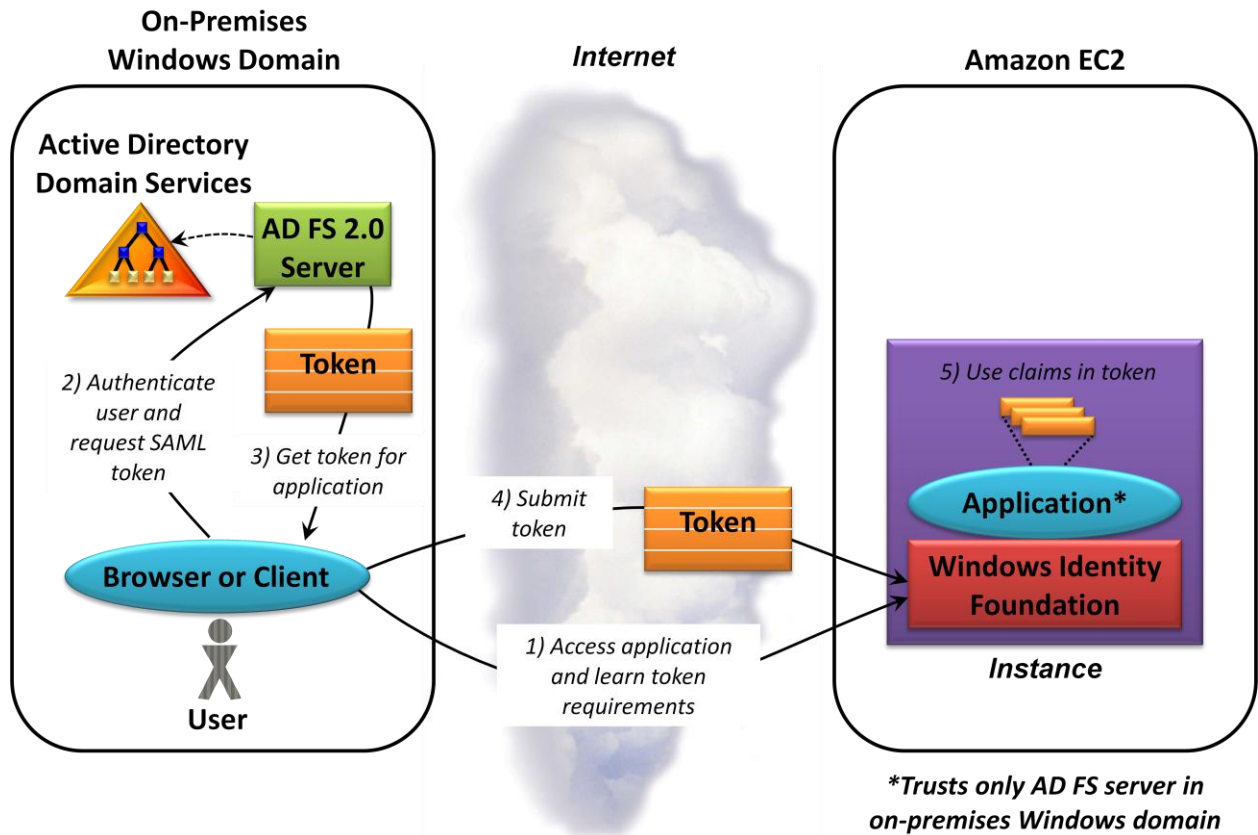 On-Premises
Windows Domain
Internet
Amazon EC2
Active Directory
Domain Services
AD FS 2.0
Server
Token
2) Authenticate
user and
request SAML
token
3) Get token for
application
4) Submit
token
Token
5) Use claims in token
Application*
Windows Identity
Foundation
Browser or Client
1) Access application
and learn token
requirements
Instance
User
*Trusts only AD FS server in
on-premises Windows domain